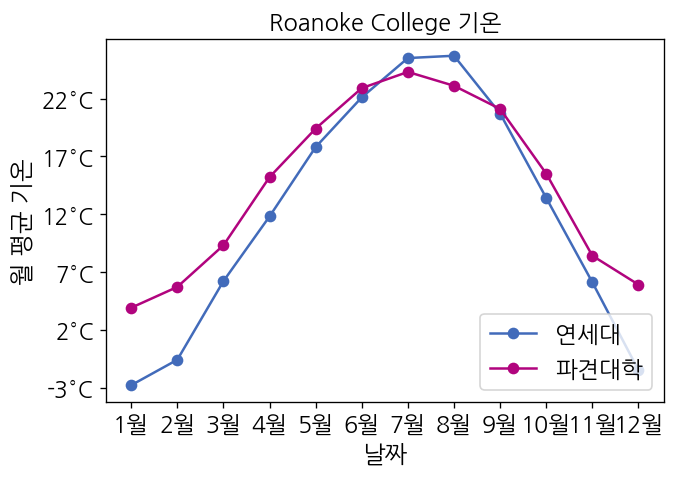 Roanoke College 기온
월 평균 기온
22°C
17°C
12°C
7°C
2°C
-3°C
연세대
파견대학
1월 2월 3월 4월 5월 6월 7월 8월 9월 10월 11월 12월
날짜